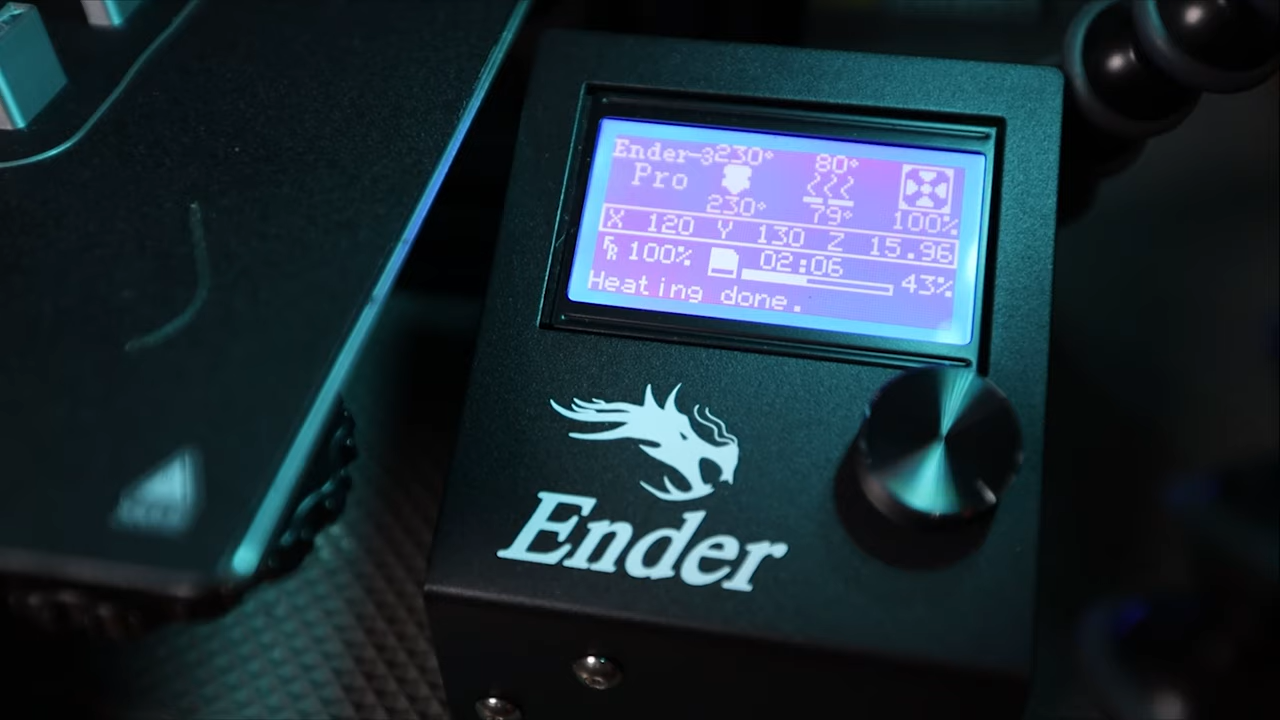 Ender-3 230° 80°
Pro
230° 79° 100%
X 120 Y 130 Z 15.96
FR 100% 02:06 43%
Heating done.
Ender